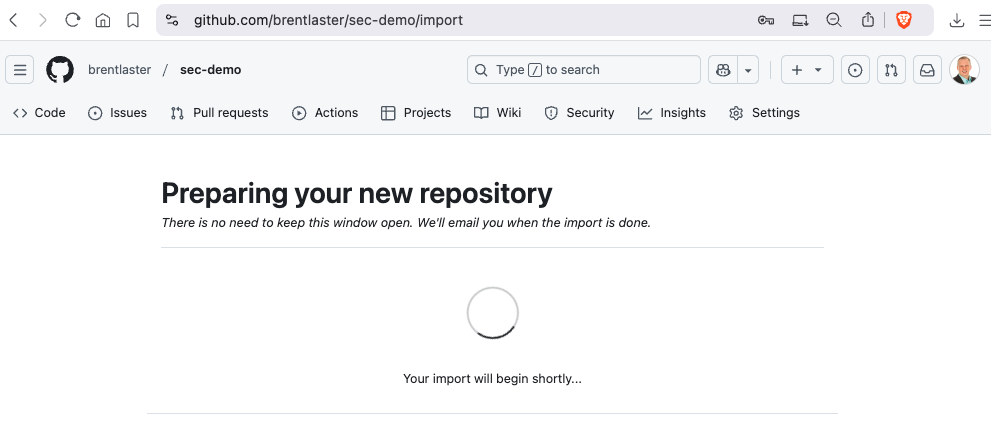 github.com/brentlaster/sec-demo/import
brentlaster / sec-demo
Type / to search
Code Issues Pull requests Actions Projects Wiki Security Insights Settings
Preparing your new repository
There is no need to keep this window open. We'll email you when the import is done.
Your import will begin shortly...